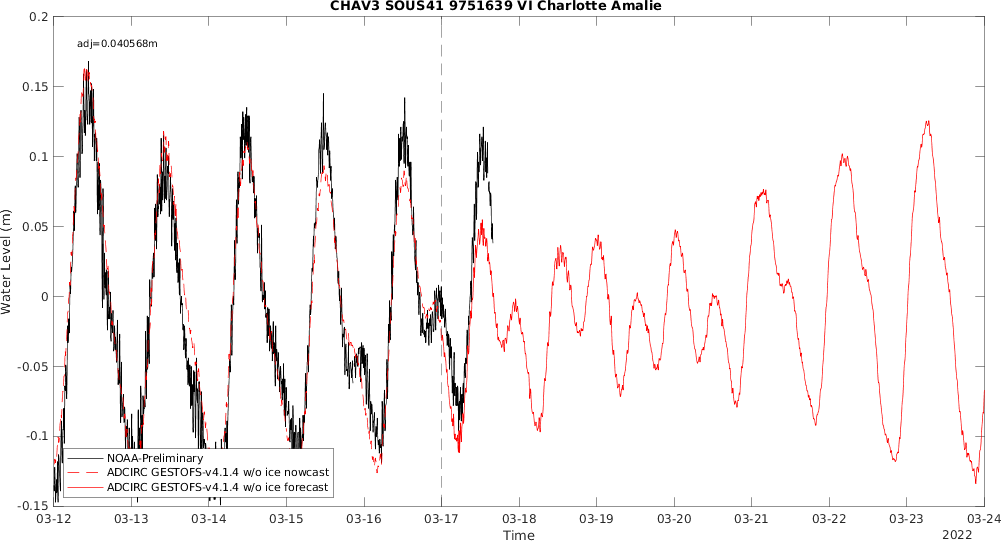 CHAV3 SOUS41 9751639 VI Charlotte Amalie
adj=0.040568m
0.2
0.15
0.1
0.05
0
-0.05
-0.1
-0.15
Water Level (m)
NOAA-Preliminary
ADCIRC GESTOFS-v4.1.4 w/o ice nowcast
ADCIRC GESTOFS-v4.1.4 w/o ice forecast
03-12 03-13 03-14 03-15 03-16 03-17 03-18 03-19 03-20 03-21 03-22 03-23 03-24
Time
2022